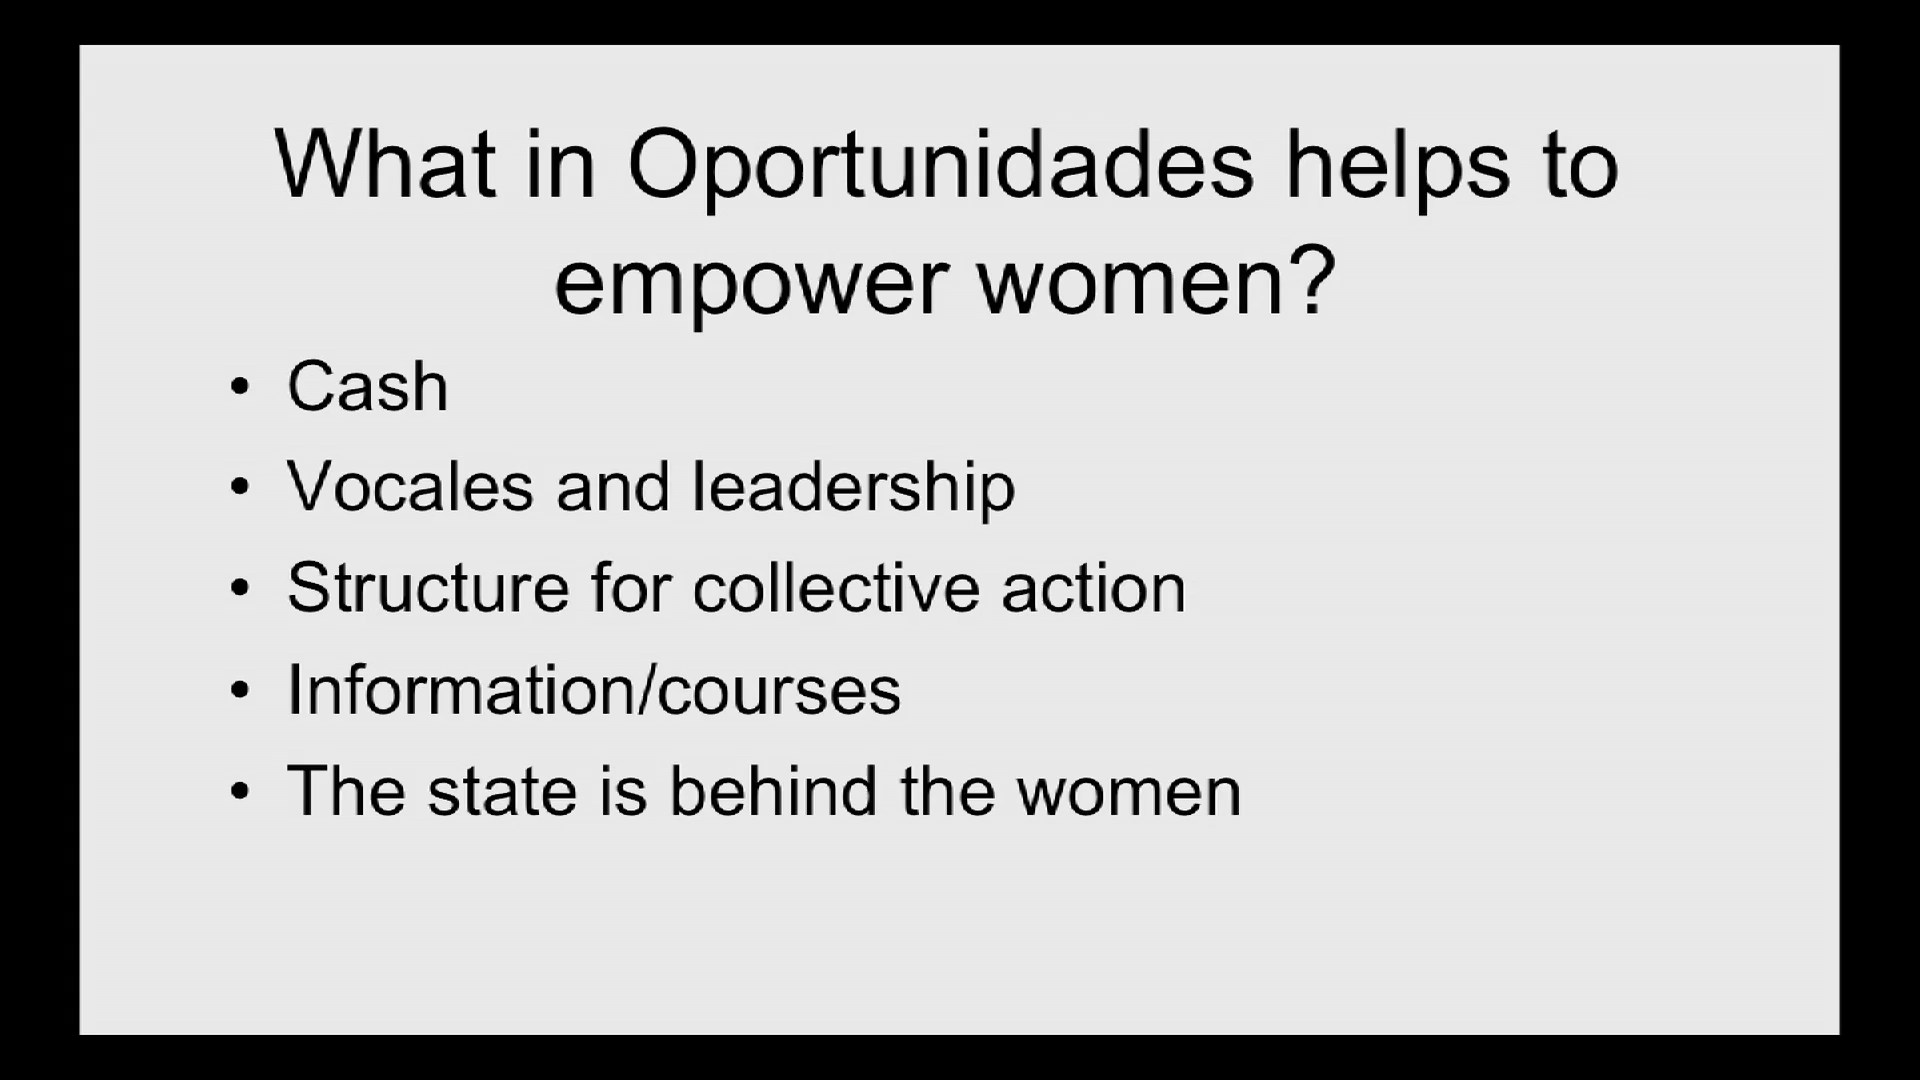 What in Oportunidades helps to
empower women?
• Cash
• Vocales and leadership
• Structure for collective action
• Information/courses
• The state is behind the women